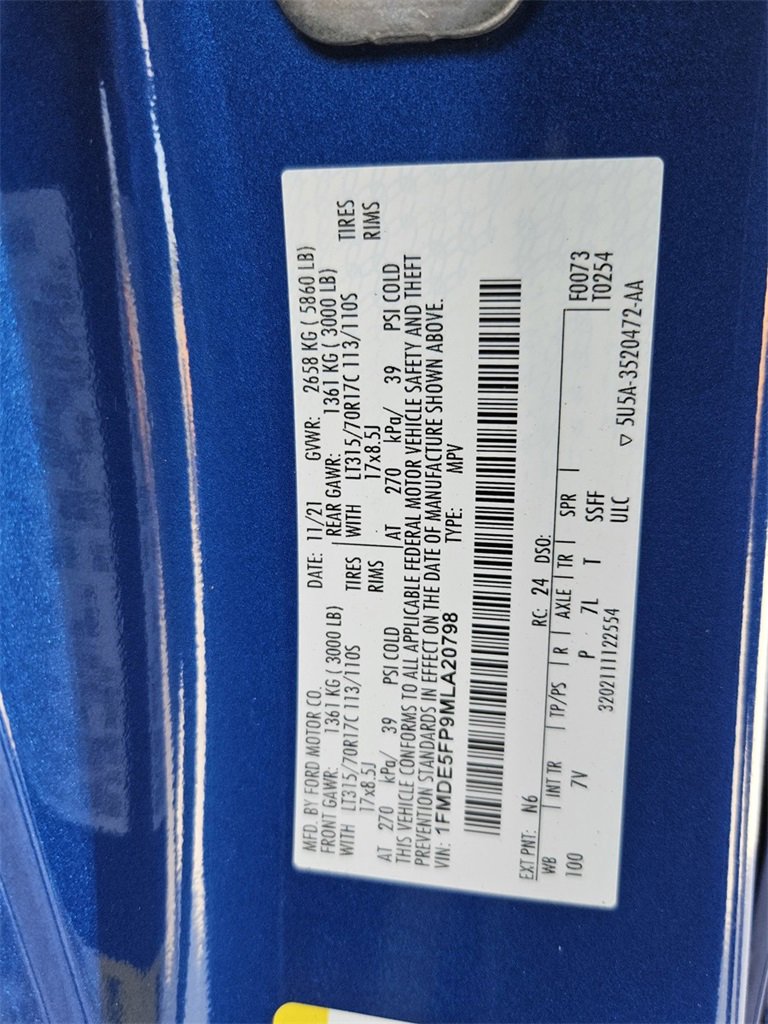 MFD. BY FORD MOTOR CO.
DATE: 11/21 GVWR: 2658 KG ( 5860 LB)
FRONT GAWR: 1361 KG ( 3000 LB) REAR GAWR: 1361 KG ( 3000 LB)
WITH LT315/70R17C 113/110S TIRES WITH LT315/70R17C 113/110S TIRES
17x8.5J RIMS 17x8.5J RIMS
AT 270 kPa/ 39 PSI COLD AT 270 kPa/ 39 PSI COLD
THIS VEHICLE CONFORMS TO ALL APPLICABLE FEDERAL MOTOR VEHICLE SAFETY AND THEFT
PREVENTION STANDARDS IN EFFECT ON THE DATE OF MANUFACTURE SHOWN ABOVE.
VIN: 1FMDE5FP9MLA20798 TYPE: MPV
EXT PNT: N6 RC: 24 DSO:
WB INT TR TP/PS R AXLE TR SPR F0073
100 7V P 7L T SSFF T0254
3202111122554 ULC
▽ 5U5A-3520472-AA